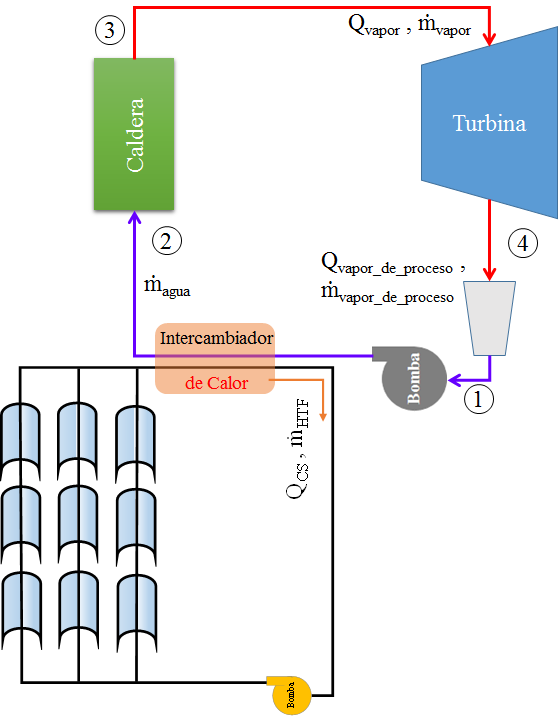 3
Qvapor , ṁvapor
Caldera
Turbina
2
4
Qvapor_de_proceso ,
ṁvapor_de_proceso
ṁagua
Intercambiador
de Calor
Bomba
1
QCS , ṁHTF
Bomba